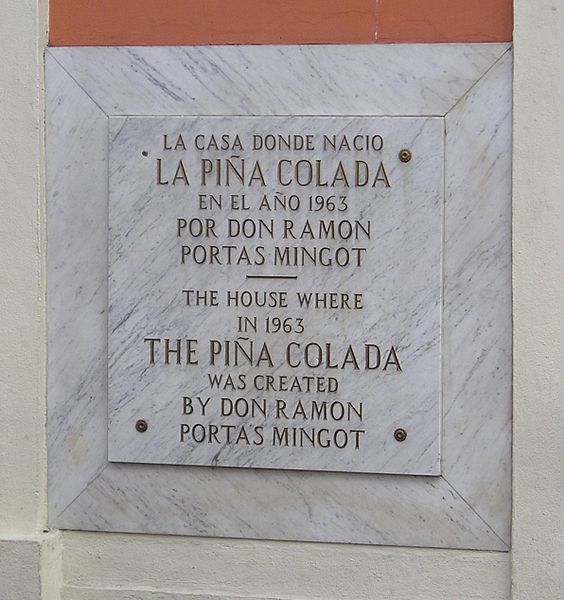 LA CASA DONDE NACIO
LA PIÑA COLADA
EN EL AÑO 1963
POR DON RAMON
PORTAS MINGOT
THE HOUSE WHERE
IN 1963
THE PIÑA COLADA
WAS CREATED
BY DON RAMON
PORTAS MINGOT